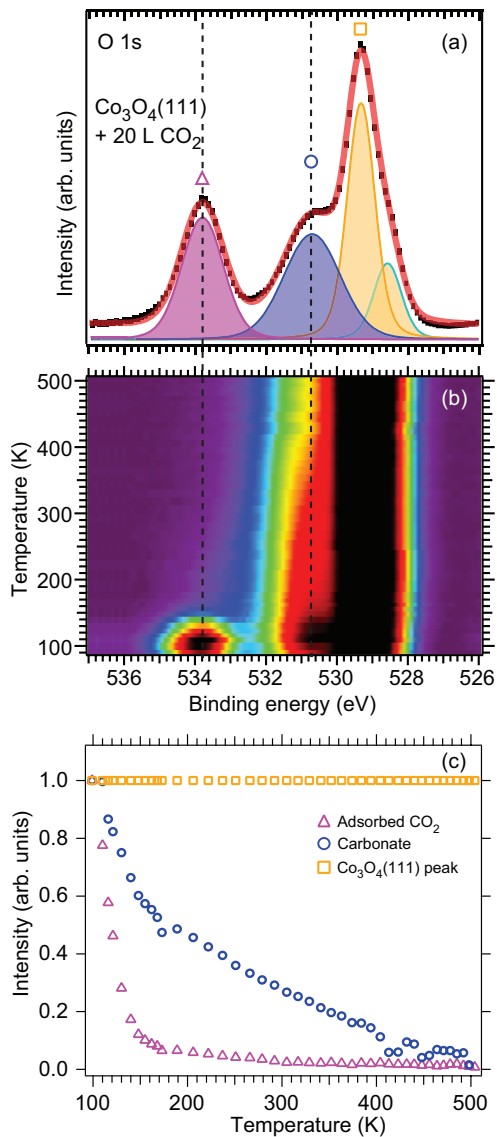 O 1s
(a)
Co₃O₄(111)
+ 20 L CO₂
Intensity (arb. units)
(b)
500
400
300
200
100
Temperature (K)
536
534
532
530
528
526
Binding energy (eV)
(c)
1.0
0.8
0.6
0.4
0.2
0.0
Intensity (arb. units)
Adsorbed CO₂
Carbonate
Co₃O₄(111) peak
100
200
300
400
500
Temperature (K)